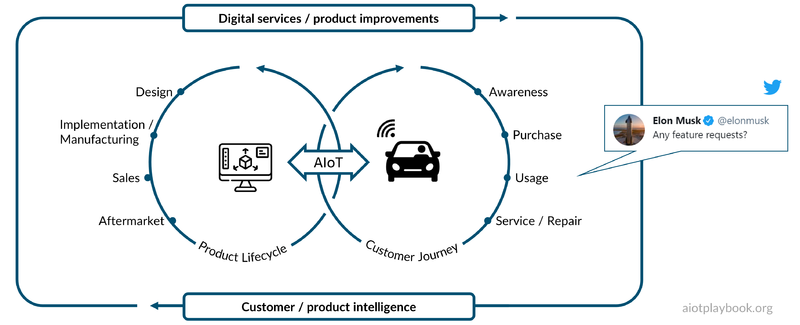 Digital services / product improvements
Design
Implementation /
Manufacturing
Sales
Aftermarket
Product Lifecycle
AIoT
Awareness
Purchase
Usage
Service / Repair
Customer Journey
Elon Musk @elonmusk
Any feature requests?
Customer / product intelligence
aiotplaybook.org